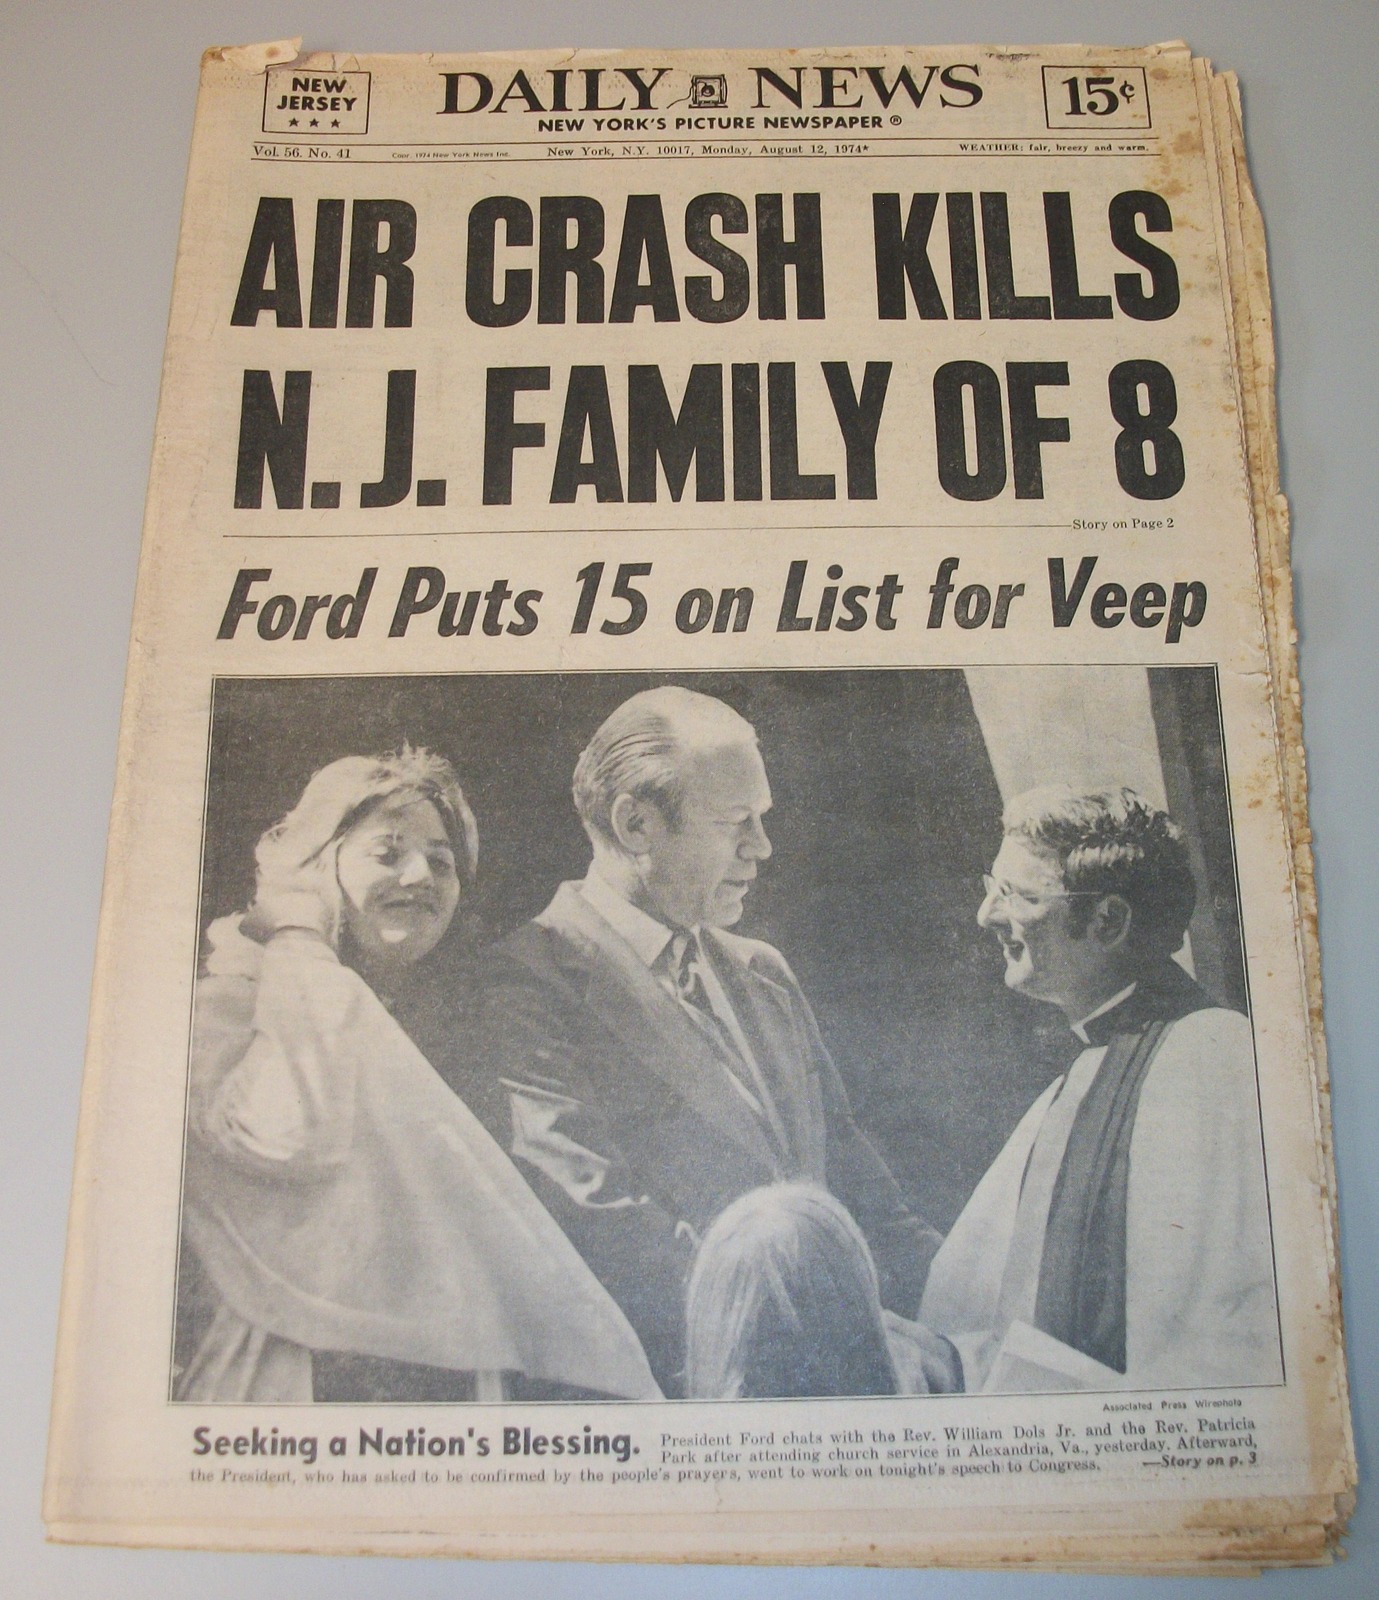 NEW
JERSEY
★ ★ ★
DAILY NEWS
NEW YORK'S PICTURE NEWSPAPER ®
15¢
Vol. 56. No. 41
Copr. 1974 New York News Inc.
New York, N.Y. 10017, Monday, August 12, 1974*
WEATHER: fair, breezy and warm.
AIR CRASH KILLS
N. J. FAMILY OF 8
Story on Page 2
Ford Puts 15 on List for Veep
Associated Press Wirephoto
Seeking a Nation's Blessing. President Ford chats with the Rev. William Dols Jr. and the Rev. Patricia
Park after attending church service in Alexandria, Va., yesterday. Afterward,
the President, who has asked to be confirmed by the people's prayers, went to work on tonight's speech to Congress. —Story on p. 3